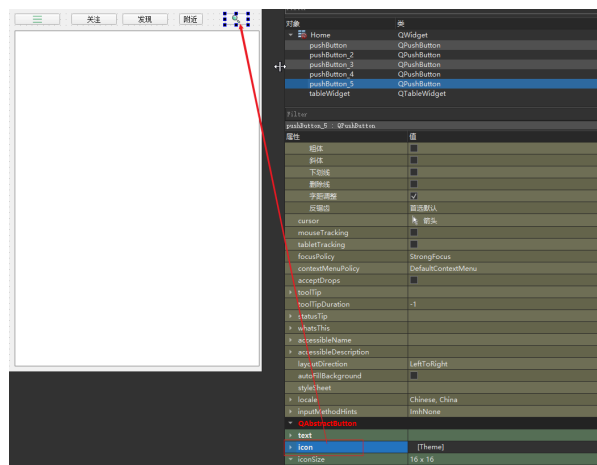 关注 发现 附近
对象 类
Home QWidget
pushButton QPushButton
pushButton_2 QPushButton
pushButton_3 QPushButton
pushButton_4 QPushButton
pushButton_5 QPushButton
tableWidget QTableWidget
Filter
pushButton_5 : QPushButton
属性 值
粗体
斜体
下划线
删除线
字距调整
反锯齿 首选默认
cursor 箭头
mouseTracking
tabletTracking
focusPolicy StrongFocus
contextMenuPolicy DefaultContextMenu
acceptDrops
toolTip
toolTipDuration -1
statusTip
whatsThis
accessibleName
accessibleDescription
layoutDirection LeftToRight
autoFillBackground
styleSheet
locale Chinese, China
inputMethodHints ImhNone
QAbstractButton
text
icon [Theme]
iconSize 16 x 16